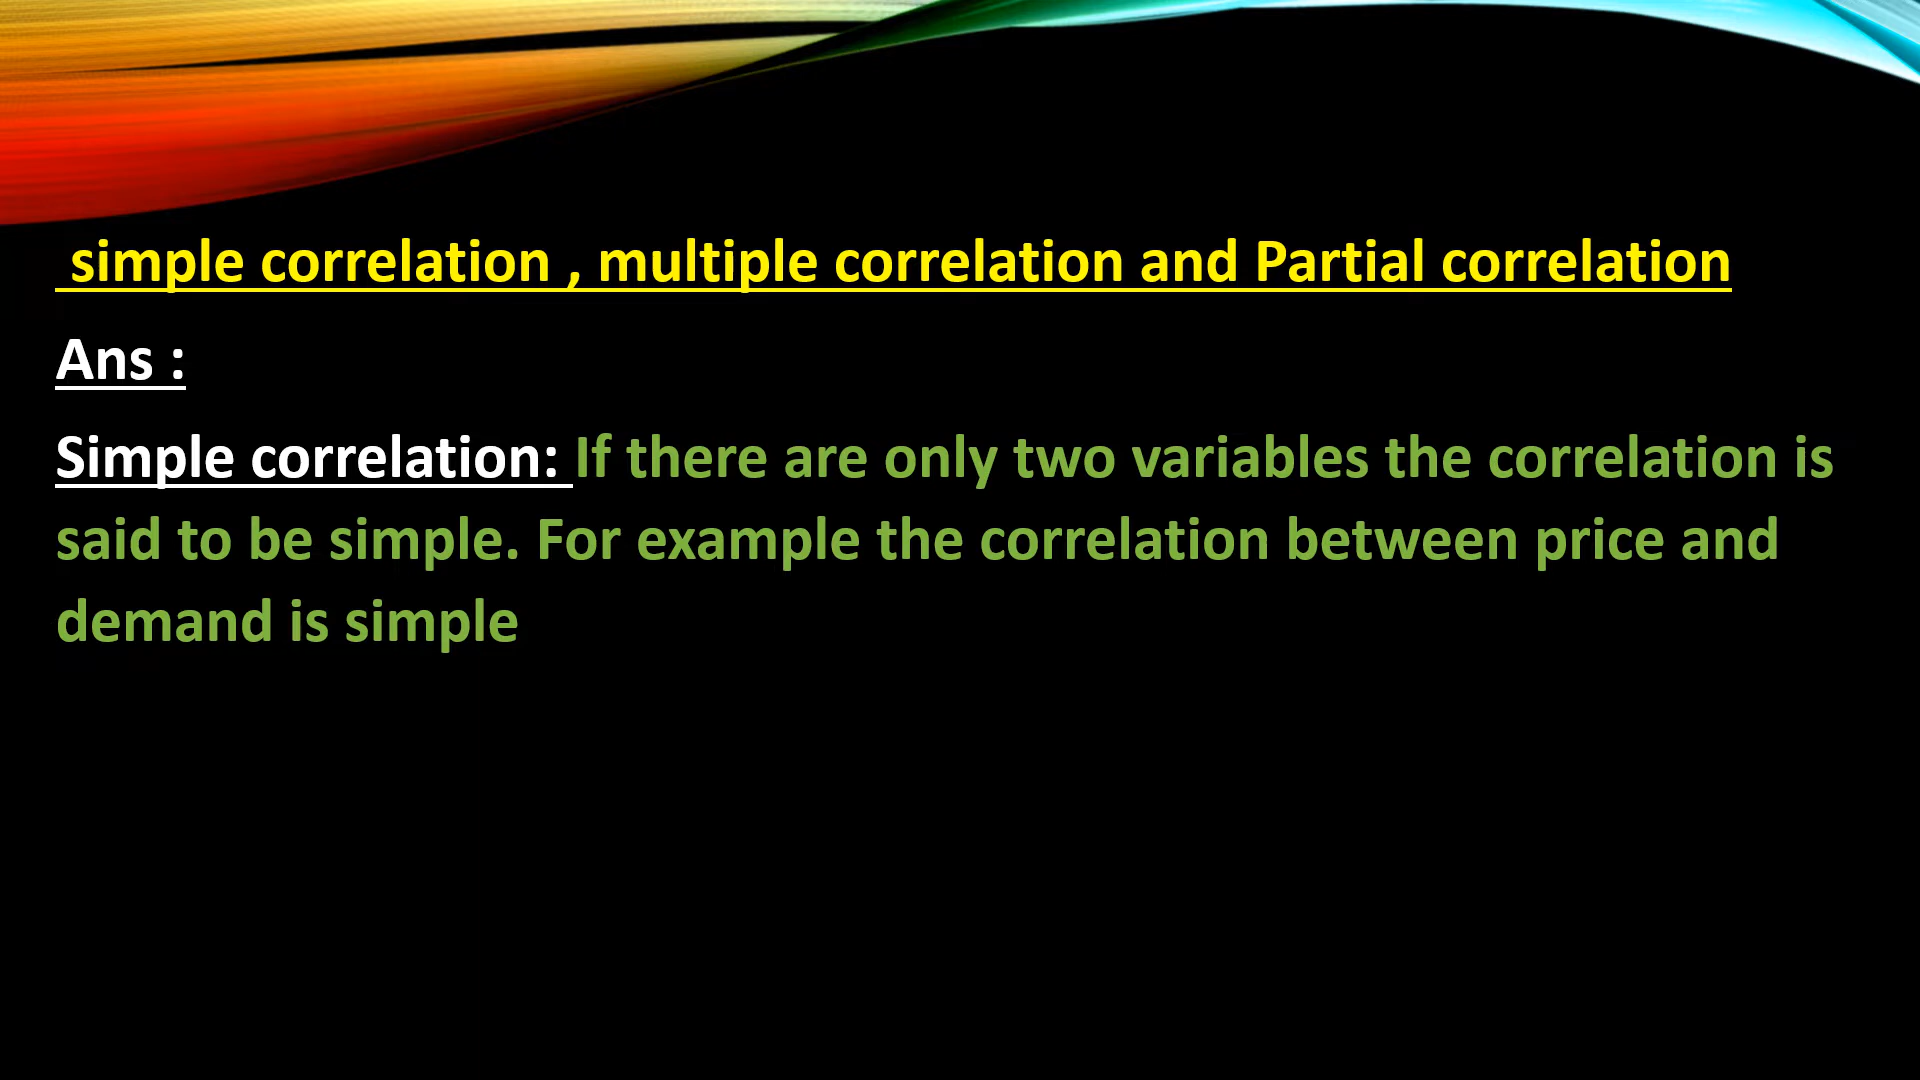 simple correlation , multiple correlation and Partial correlation
Ans :
Simple correlation: If there are only two variables the correlation is
said to be simple. For example the correlation between price and
demand is simple